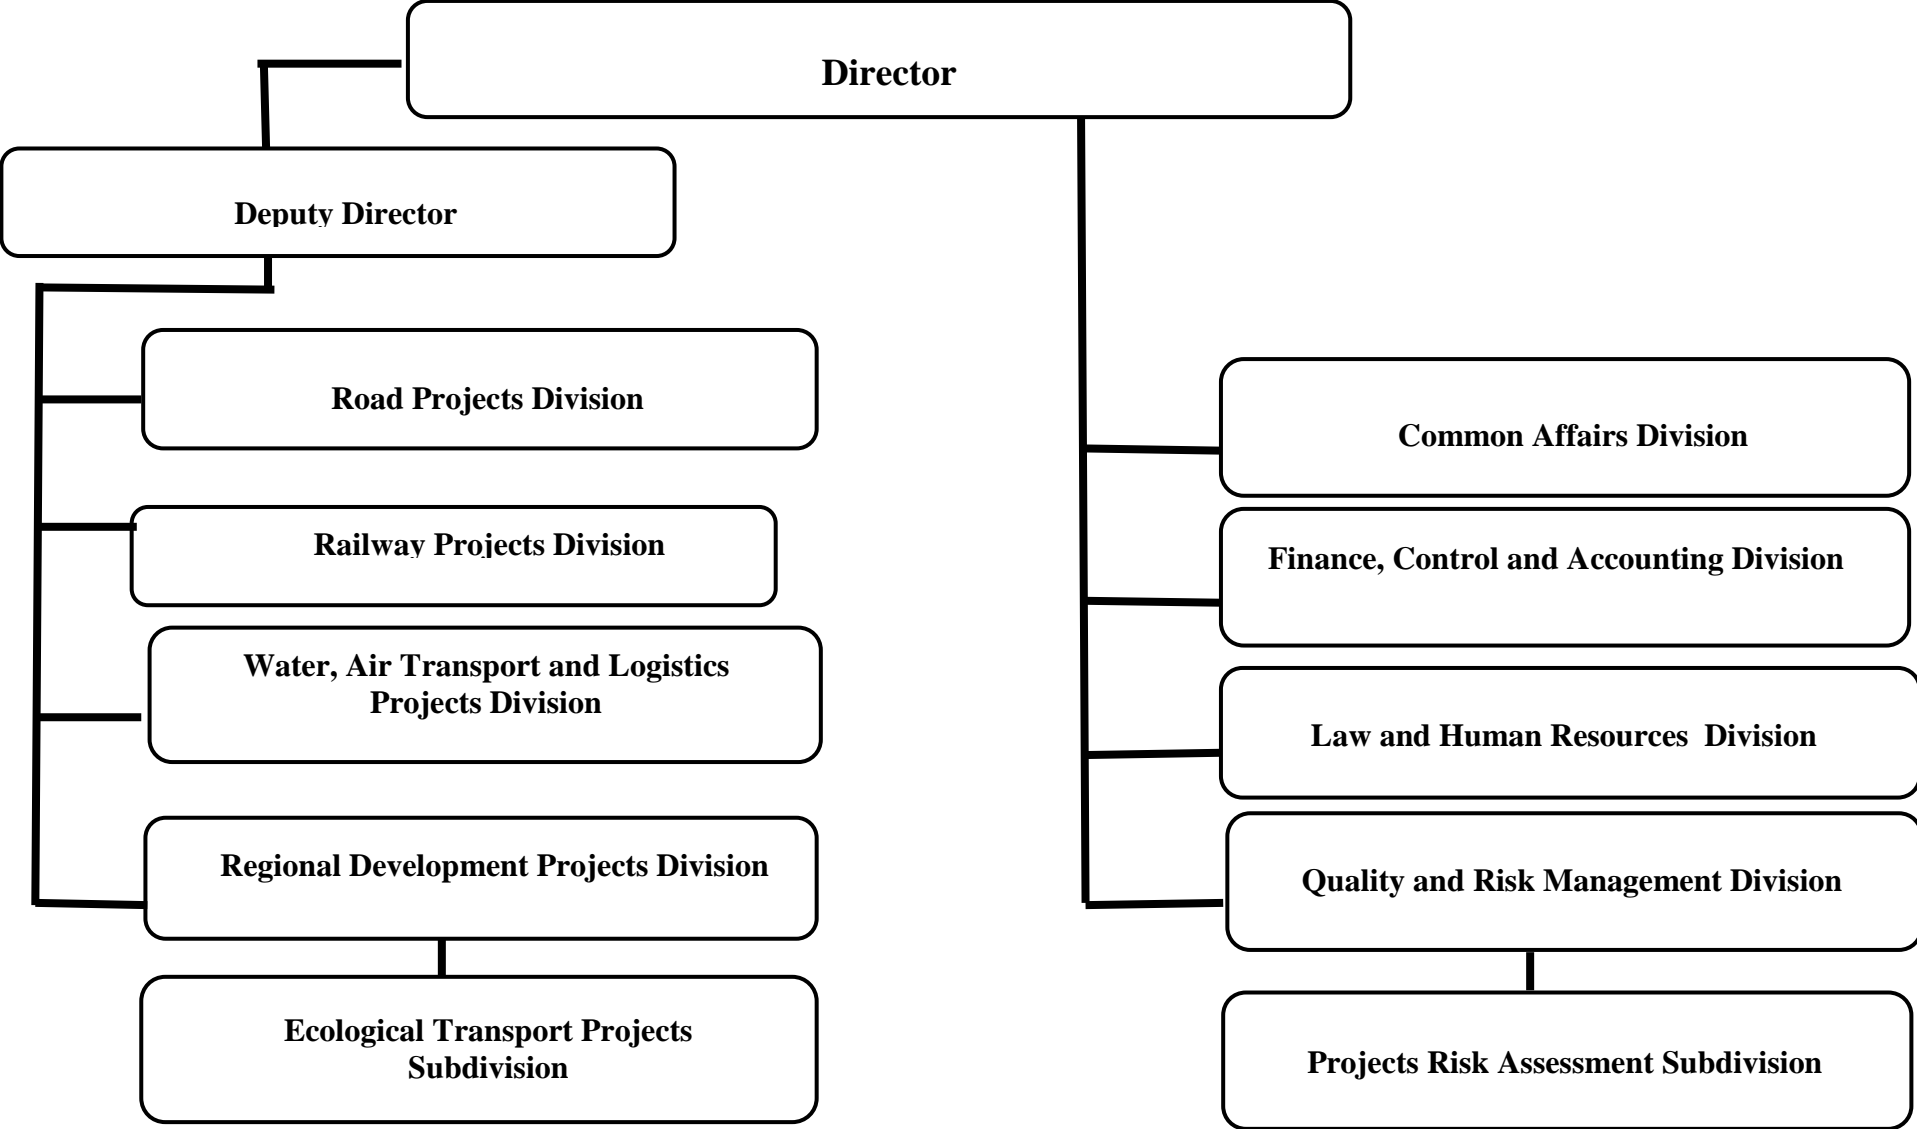 Director
Deputy Director
Road Projects Division
Railway Projects Division
Water, Air Transport and Logistics
Projects Division
Regional Development Projects Division
Ecological Transport Projects
Subdivision
Common Affairs Division
Finance, Control and Accounting Division
Law and Human Resources  Division
Quality and Risk Management Division
Projects Risk Assessment Subdivision